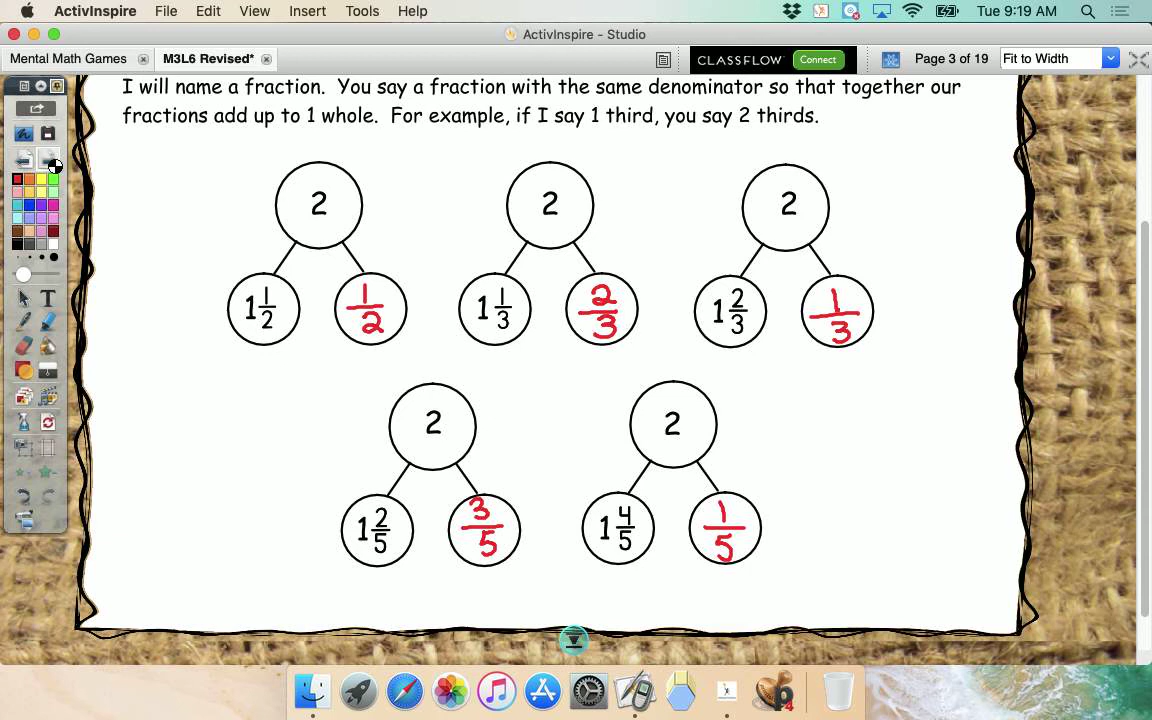 ActivInspire File Edit View Insert Tools Help Tue 9:19 AM
ActivInspire - Studio
Mental Math Games M3L6 Revised* CLASSFLOW Connect Page 3 of 19 Fit to Width
I will name a fraction. You say a fraction with the same denominator so that together our
fractions add up to 1 whole. For example, if I say 1 third, you say 2 thirds.
2 2 2
1 1/2 1/2 1 1/3 2/3 1 2/3 1/3
2 2
1 2/5 3/5 1 4/5 1/5